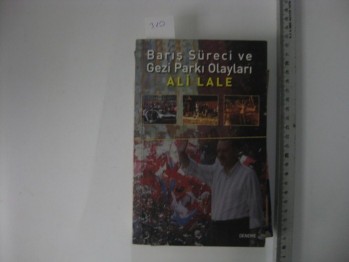 Barış Süreci ve
Gezi Parkı Olayları
ALİ LALE